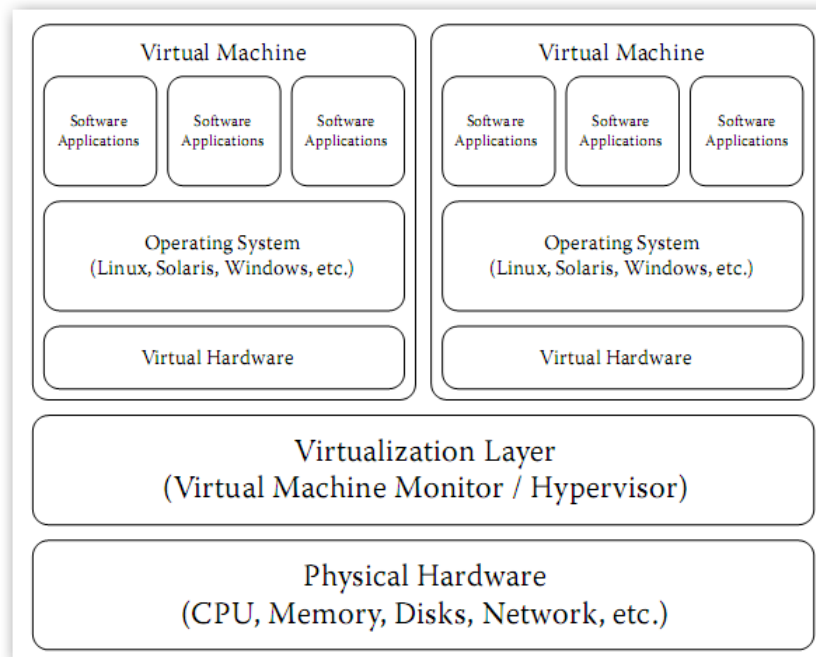 Virtual Machine
Software
Applications
Software
Applications
Software
Applications
Operating System
(Linux, Solaris, Windows, etc.)
Virtual Hardware
Virtual Machine
Software
Applications
Software
Applications
Software
Applications
Operating System
(Linux, Solaris, Windows, etc.)
Virtual Hardware
Virtualization Layer
(Virtual Machine Monitor / Hypervisor)
Physical Hardware
(CPU, Memory, Disks, Network, etc.)